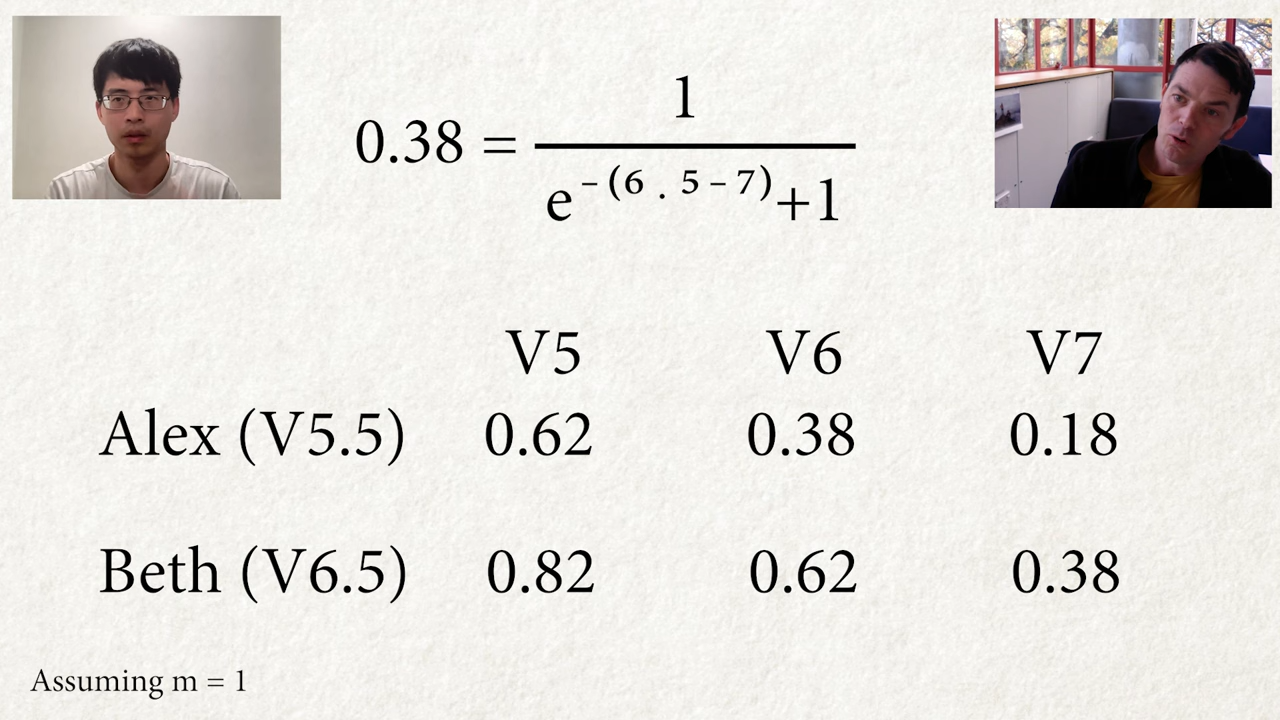 0.38 = 1 / e^-(6.5-7)+1
V5 V6 V7
Alex (V5.5) 0.62 0.38 0.18
Beth (V6.5) 0.82 0.62 0.38
Assuming m = 1